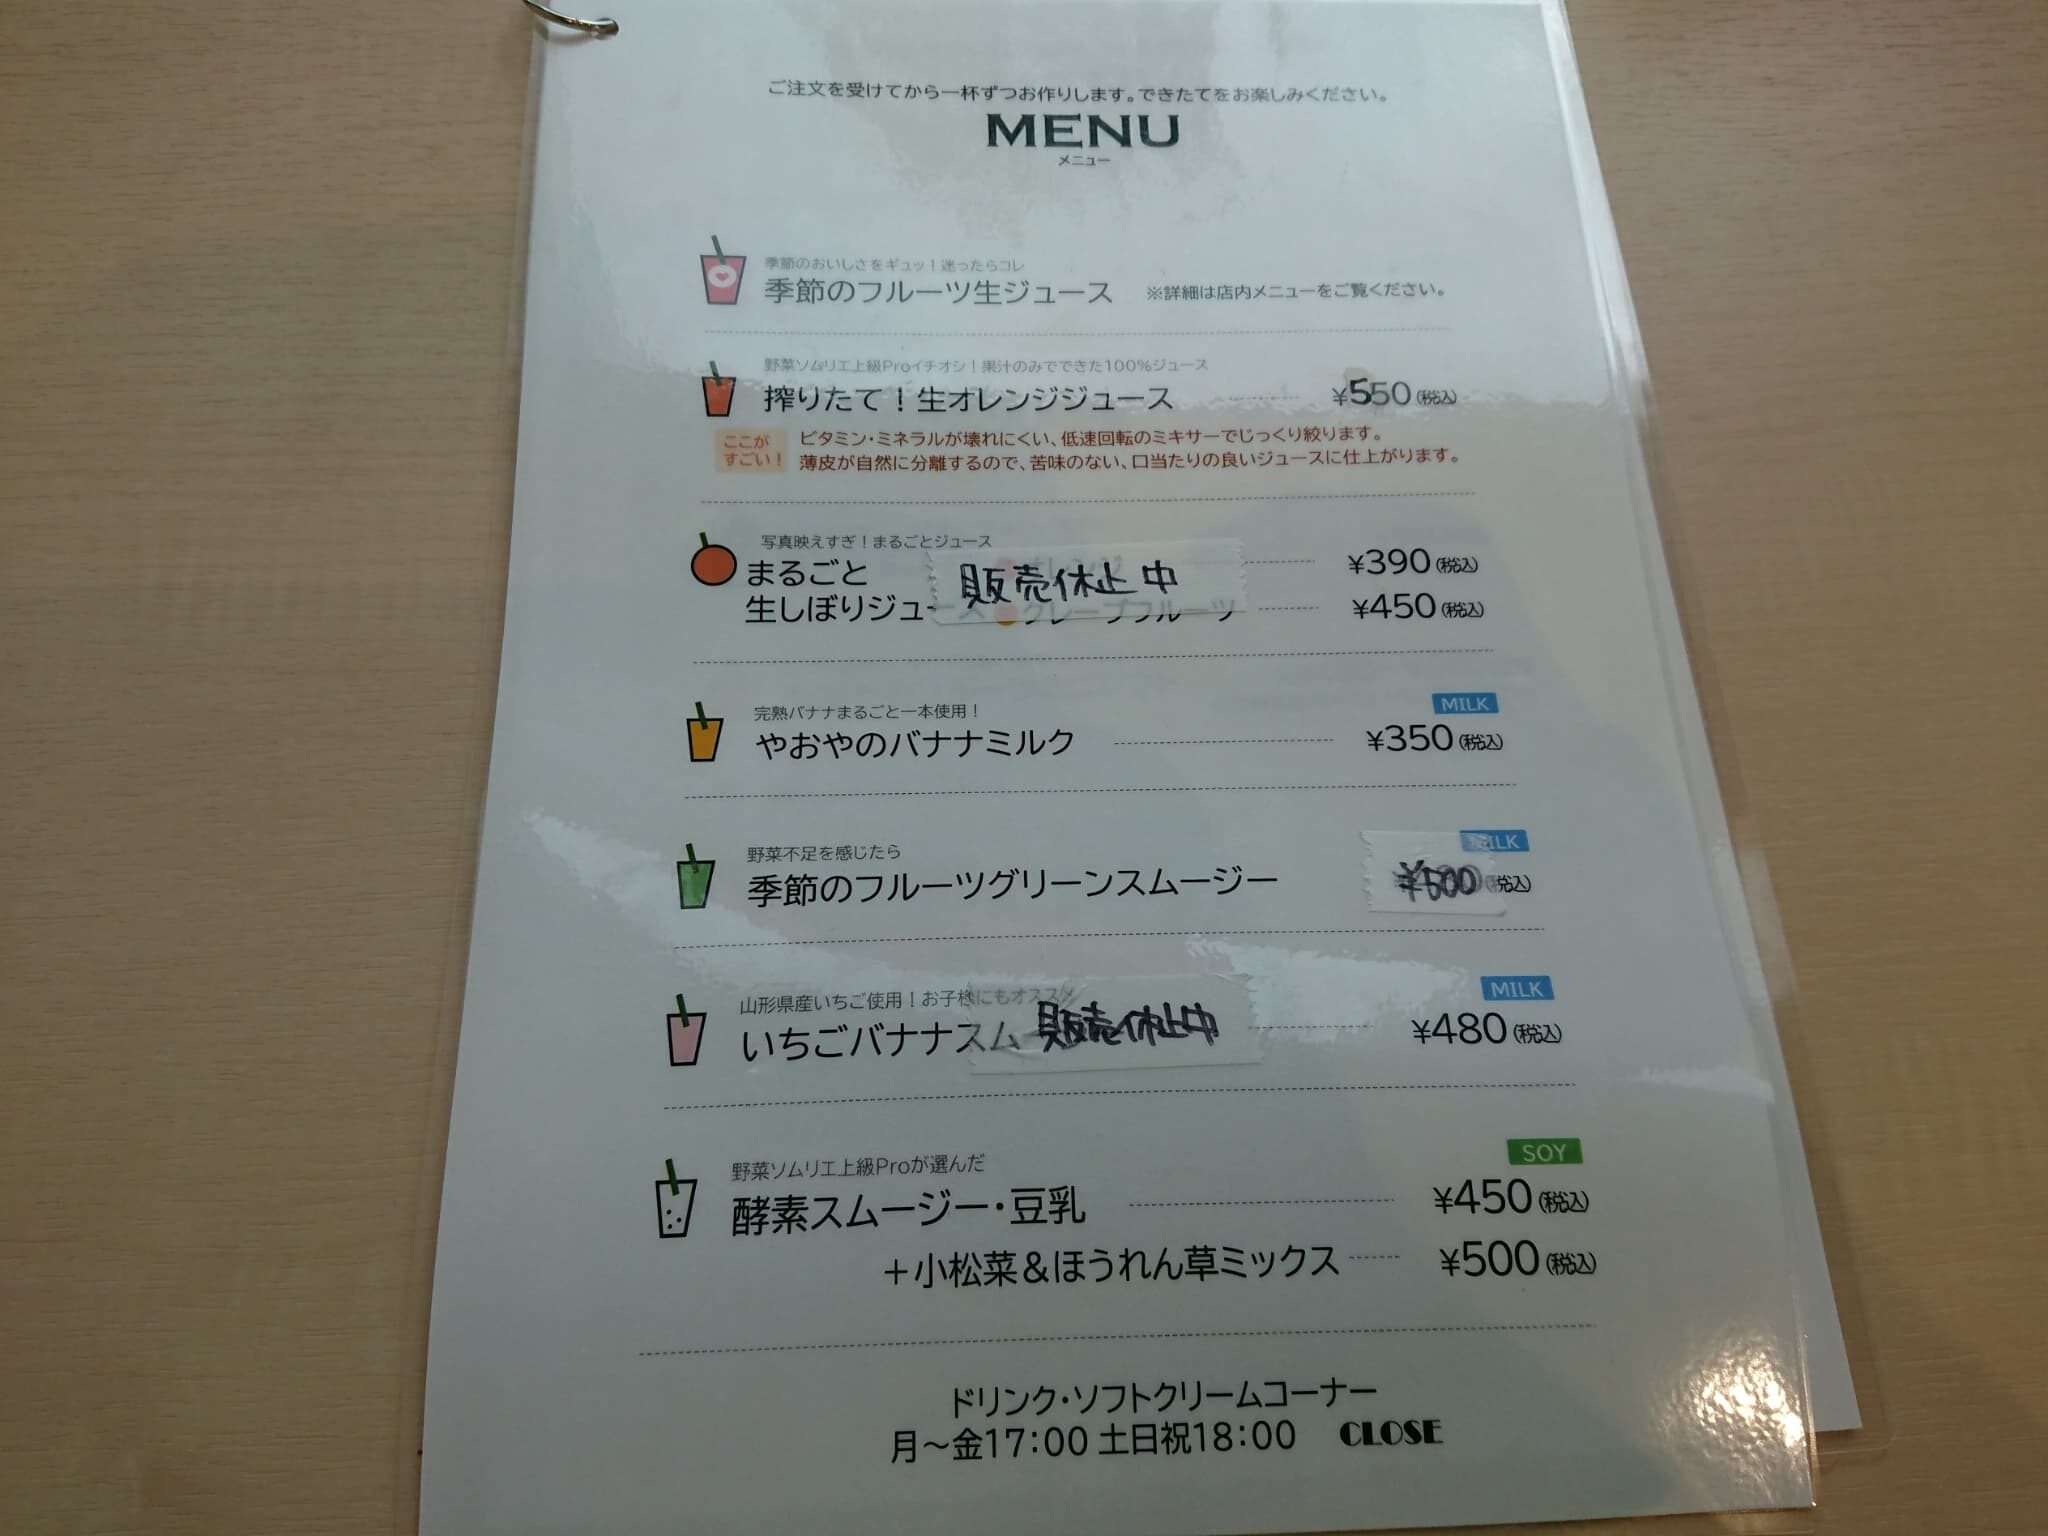 ご注文を受けてから一杯ずつお作りします。できたてをお楽しみください。
MENU
メニュー
季節のおいしさをギュッ！迷ったらコレ
季節のフルーツ生ジュース ※詳細は店内メニューをご覧ください。
野菜ソムリエ上級Proイチオシ！果汁のみでできた100%ジュース
搾りたて！生オレンジジュース ¥550(税込)
ここが
すごい！
ビタミン・ミネラルが壊れにくい、低速回転のミキサーでじっくり絞ります。
薄皮が自然に分離するので、苦味のない、口当たりの良いジュースに仕上がります。
写真映えすぎ！まるごとジュース
まるごと オレンジ ¥390(税込)
販売休止中
生しぼりジュース グレープフルーツ ¥450(税込)
MILK
完熟バナナまるごと一本使用！
やおやのバナナミルク ¥350(税込)
MILK
野菜不足を感じたら
季節のフルーツグリーンスムージー ¥500(税込)
MILK
山形県産いちご使用！お子様にもオススメ
いちごバナナスム 販売休止中 ¥480(税込)
SOY
野菜ソムリエ上級Proが選んだ
酵素スムージー・豆乳 ¥450(税込)
＋小松菜＆ほうれん草ミックス ¥500(税込)
ドリンク・ソフトクリームコーナー
月〜金17：00 土日祝18：00 CLOSE